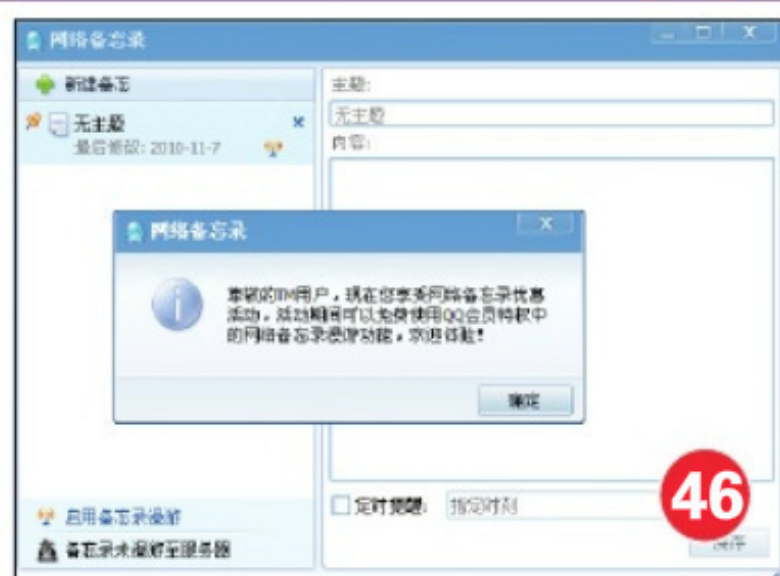 网络备忘录
新建备忘
无主题
最后修改: 2010-11-7
主题:
无主题
内容:
网络备忘录
尊敬的TM用户，现在您享受网络备忘录优惠
活动，活动期间可以免费使用QQ会员特权中
的网络备忘录漫游功能，欢迎体验！
确定
启用备忘录漫游
备忘录未漫游至服务器
定时提醒: 指定时刻
46
保存